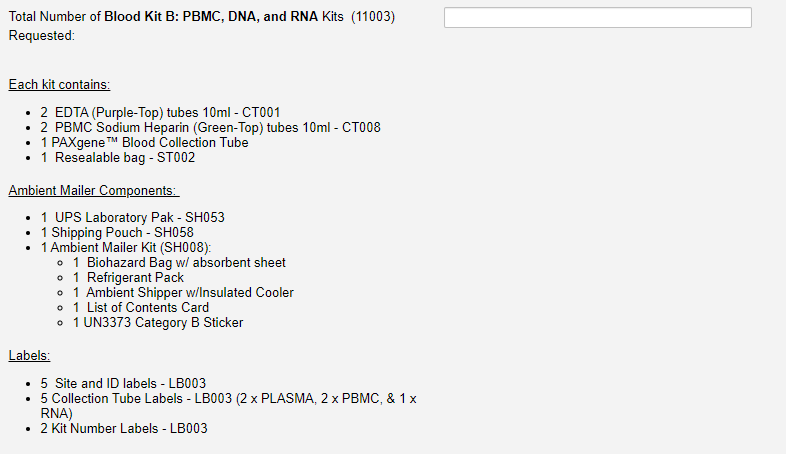 Total Number of Blood Kit B: PBMC, DNA, and RNA Kits (11003)
Requested:
Each kit contains:
• 2 EDTA (Purple-Top) tubes 10ml - CT001
• 2 PBMC Sodium Heparin (Green-Top) tubes 10ml - CT008
• 1 PAXgene™ Blood Collection Tube
• 1 Resealable bag - ST002
Ambient Mailer Components:
• 1 UPS Laboratory Pak - SH053
• 1 Shipping Pouch - SH058
• 1 Ambient Mailer Kit (SH008):
◦ 1 Biohazard Bag w/ absorbent sheet
◦ 1 Refrigerant Pack
◦ 1 Ambient Shipper w/Insulated Cooler
◦ 1 List of Contents Card
◦ 1 UN3373 Category B Sticker
Labels:
• 5 Site and ID labels - LB003
• 5 Collection Tube Labels - LB003 (2 x PLASMA, 2 x PBMC, & 1 x
RNA)
• 2 Kit Number Labels - LB003